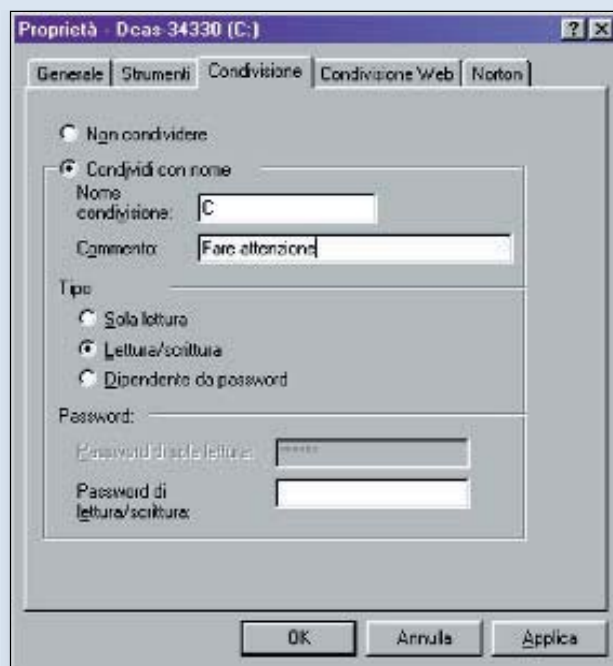 Proprietà - Dcas-34330 (C:)
Generale Strumenti Condivisione Condivisione Web Norton
Non condividere
Condividi con nome
Nome condivisione: C
Commento: Fare attenzione
Tipo
Sola lettura
Lettura/scrittura
Dipendente da password
Password:
Password di sola lettura: ******
Password di lettura/scrittura:
OK Annulla Applica